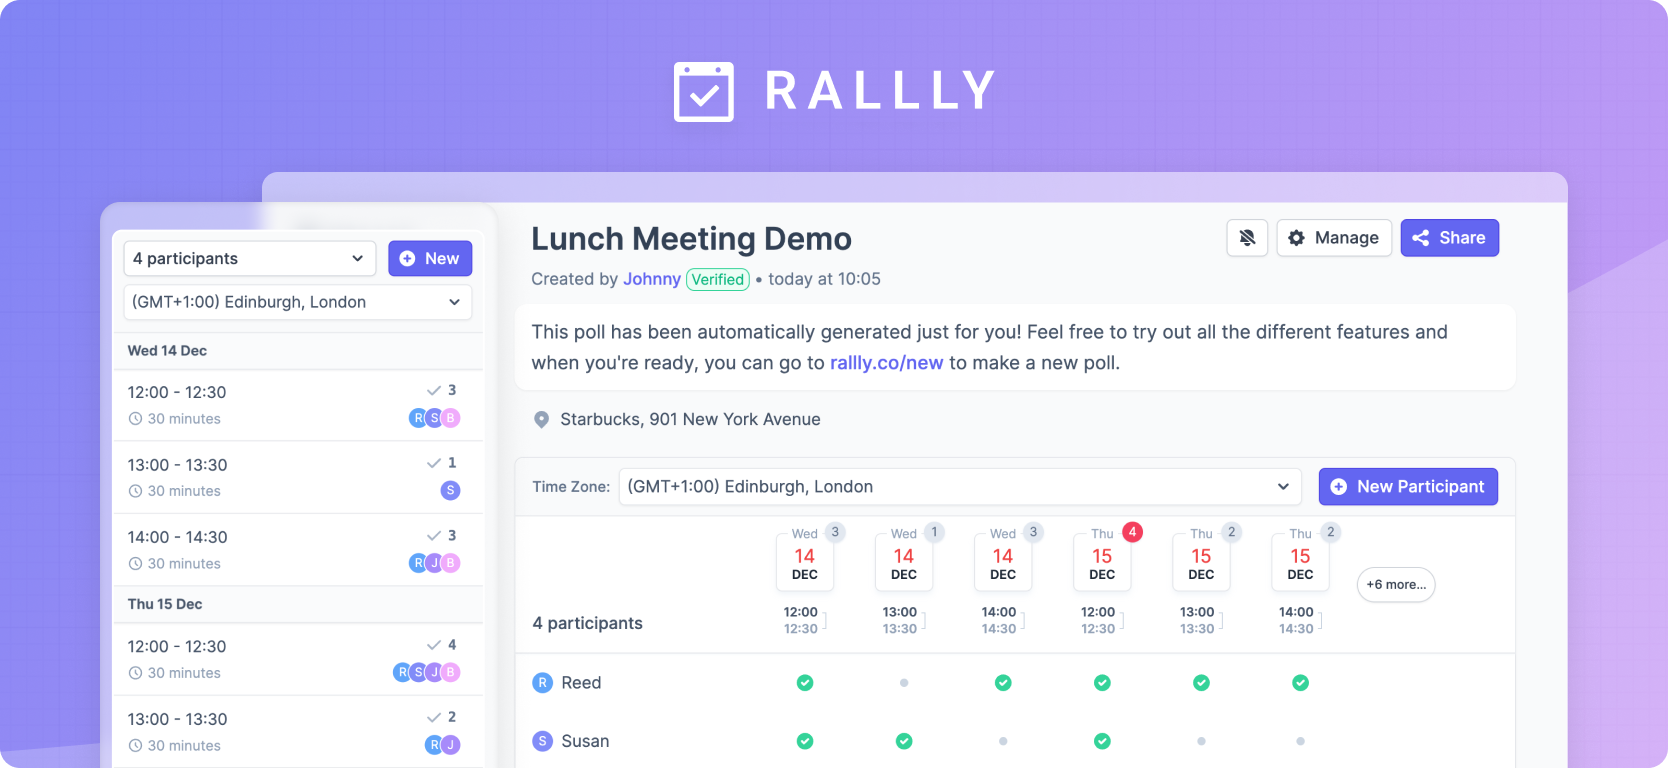 RALLLY
4 participants
New
(GMT+1:00) Edinburgh, London
Wed 14 Dec
12:00 - 12:30
3
30 minutes
R S B
13:00 - 13:30
1
30 minutes
S
14:00 - 14:30
3
30 minutes
R J B
Thu 15 Dec
12:00 - 12:30
4
30 minutes
R S J B
13:00 - 13:30
2
30 minutes
R J
Lunch Meeting Demo
Manage
Share
Created by Johnny Verified • today at 10:05
This poll has been automatically generated just for you! Feel free to try out all the different features and
when you're ready, you can go to rallly.co/new to make a new poll.
Starbucks, 901 New York Avenue
Time Zone: (GMT+1:00) Edinburgh, London
New Participant
Wed 3 Wed 1 Wed 3 Thu 4 Thu 2 Thu 2
14 14 14 15 15 15
DEC DEC DEC DEC DEC DEC
+6 more...
12:00 13:00 14:00 12:00 13:00 14:00
12:30 13:30 14:30 12:30 13:30 14:30
4 participants
R Reed
S Susan